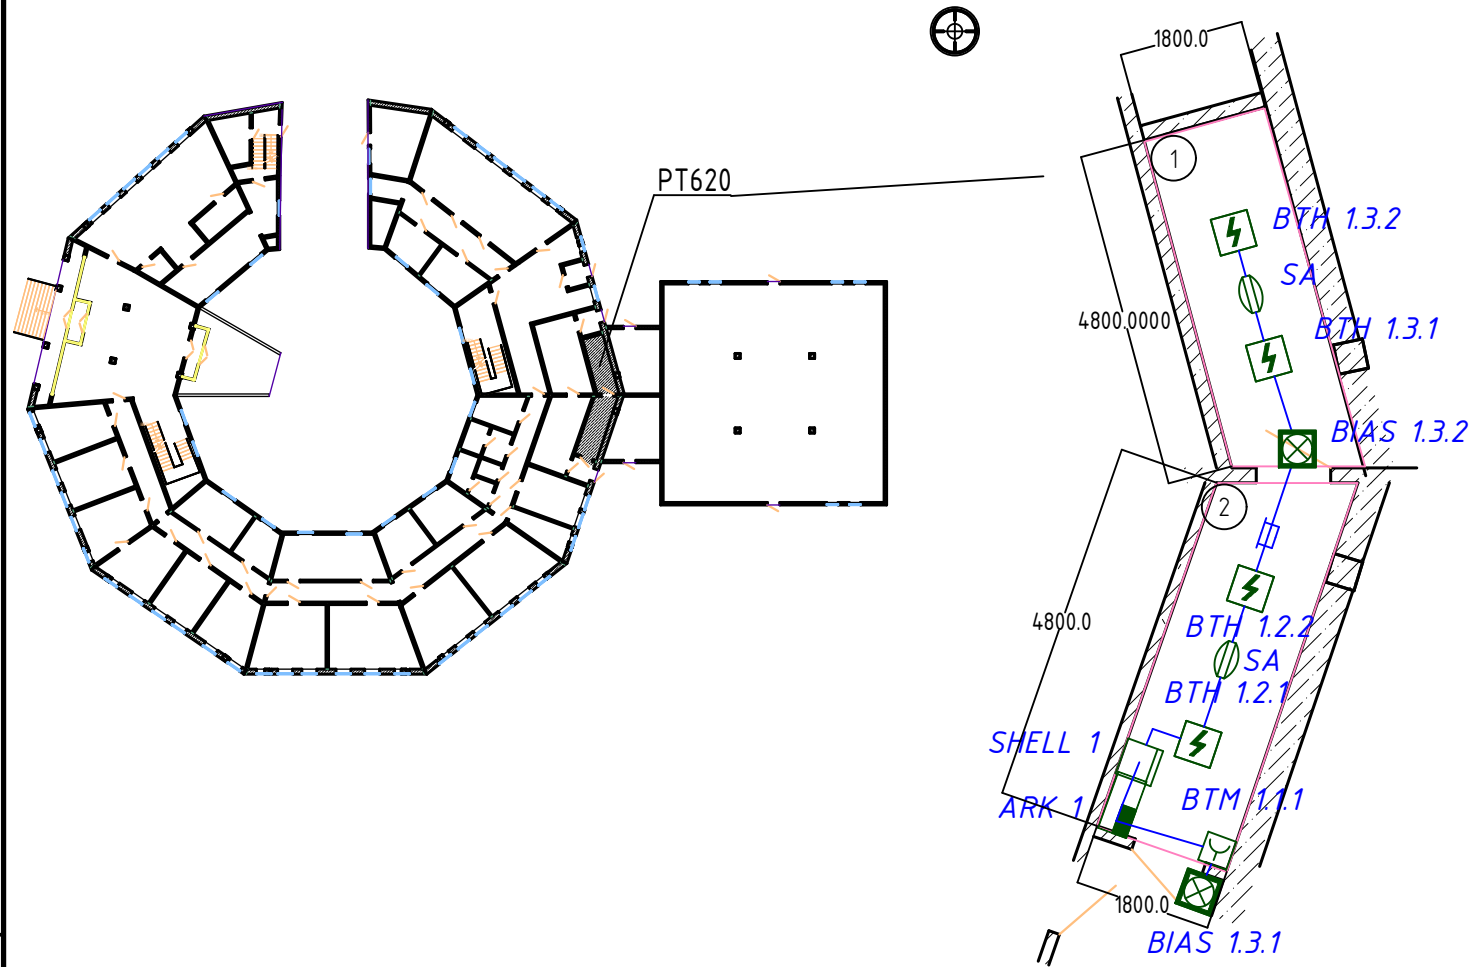 1800.0
PT620
1
BTH 1.3.2
SA
4800.0000
BTH 1.3.1
BIAS 1.3.2
2
4800.0
BTH 1.2.2
SA
BTH 1.2.1
SHELL 1
ARK 1
BTM 1.1.1
1800.0
BIAS 1.3.1